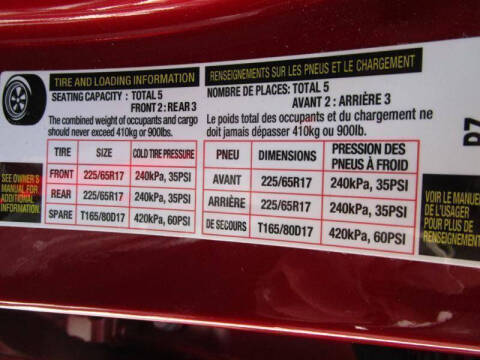 TIRE AND LOADING INFORMATION
SEATING CAPACITY : TOTAL 5
FRONT 2 : REAR 3
The combined weight of occupants and cargo
should never exceed 410kg or 900lbs.
TIRE SIZE COLD TIRE PRESSURE
FRONT 225/65R17 240kPa, 35PSI
REAR 225/65R17 240kPa, 35PSI
SPARE T165/80D17 420kPa, 60PSI
SEE OWNER'S
MANUAL FOR
ADDITIONAL
INFORMATION
RENSEIGNEMENTS SUR LES PNEUS ET LE CHARGEMENT
NOMBRE DE PLACES: TOTAL 5
AVANT 2 : ARRIÈRE 3
Le poids total des occupants et du chargement ne
doit jamais dépasser 410kg ou 900lb.
PNEU DIMENSIONS PRESSION DES
PNEUS À FROID
AVANT 225/65R17 240kPa, 35PSI
ARRIÈRE 225/65R17 240kPa, 35PSI
DE SECOURS T165/80D17 420kPa, 60PSI
VOIR LE MANUEL
DE L'USAGER
POUR PLUS DE
RENSEIGNEMENTS